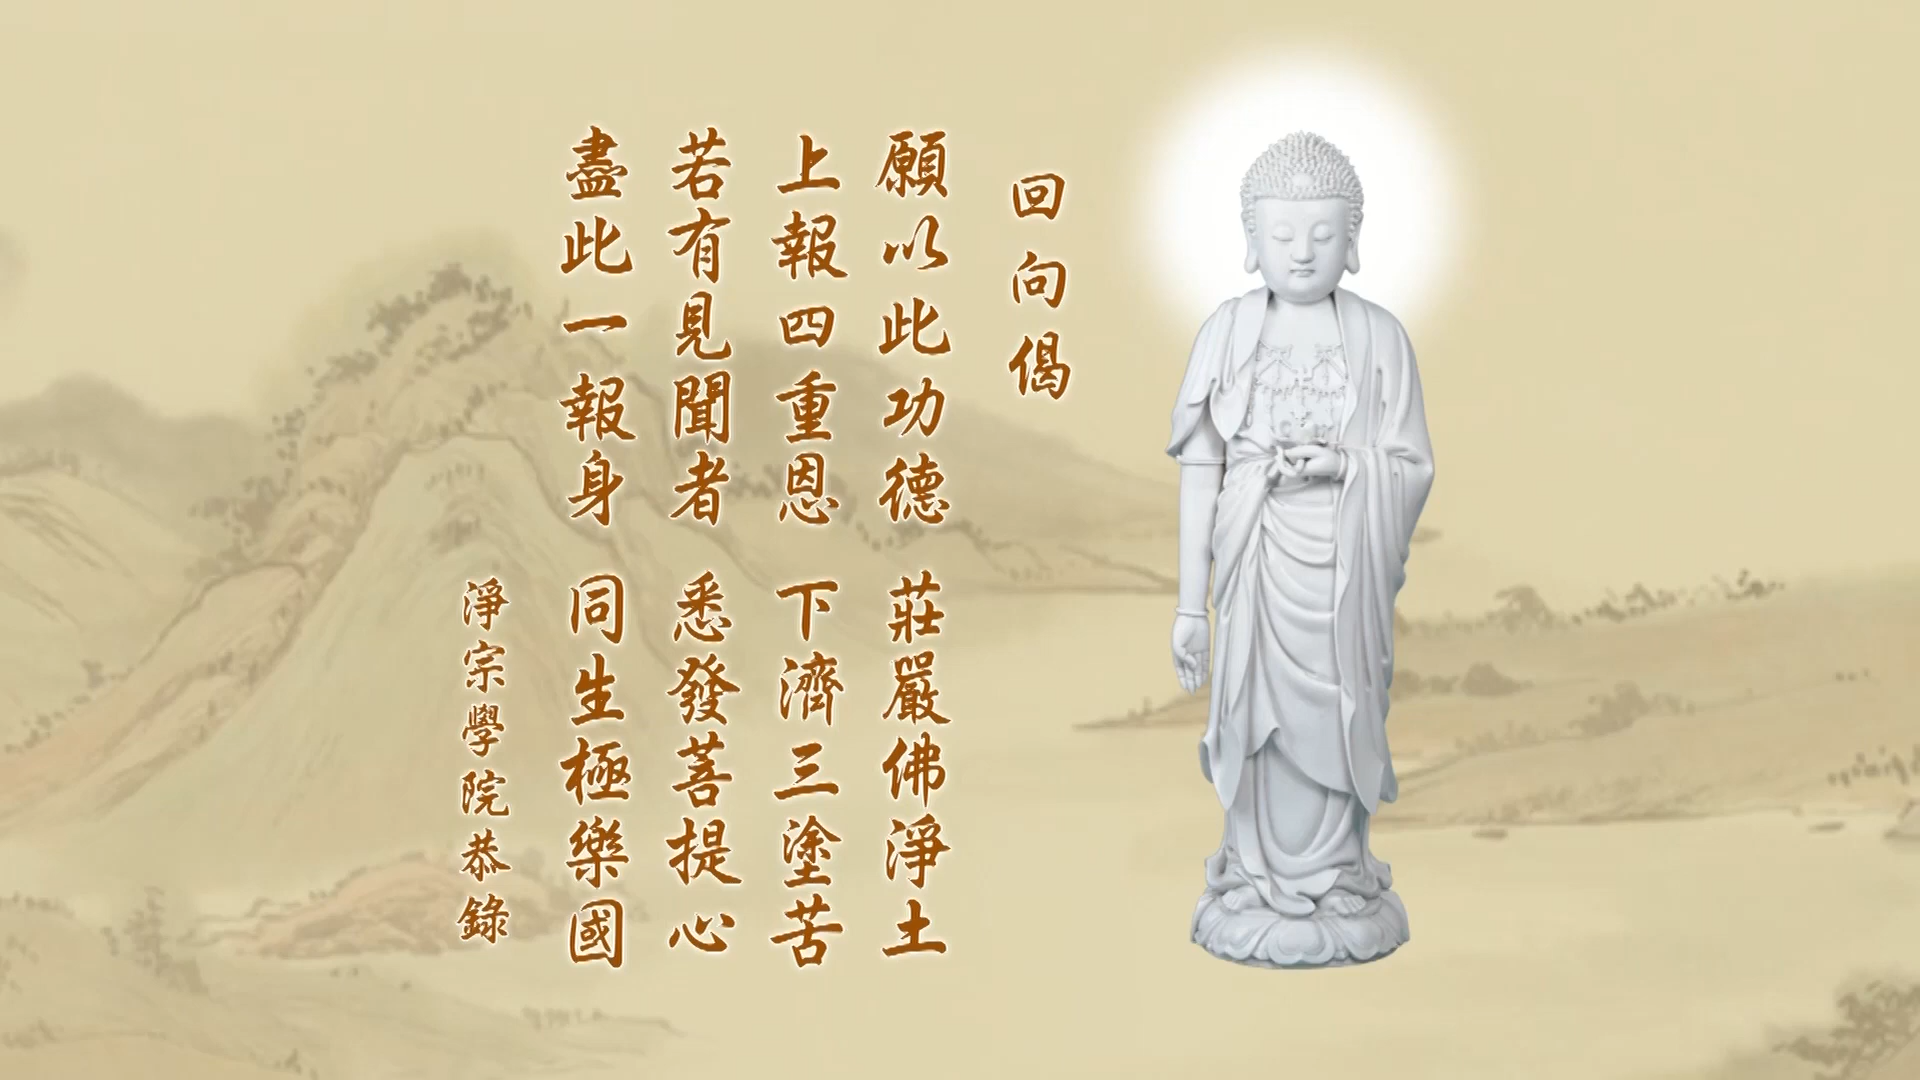 回向偈
願以此功德 莊嚴佛淨土
上報四重恩 下濟三塗苦
若有見聞者 悉發菩提心
盡此一報身 同生極樂國
淨宗學院恭錄